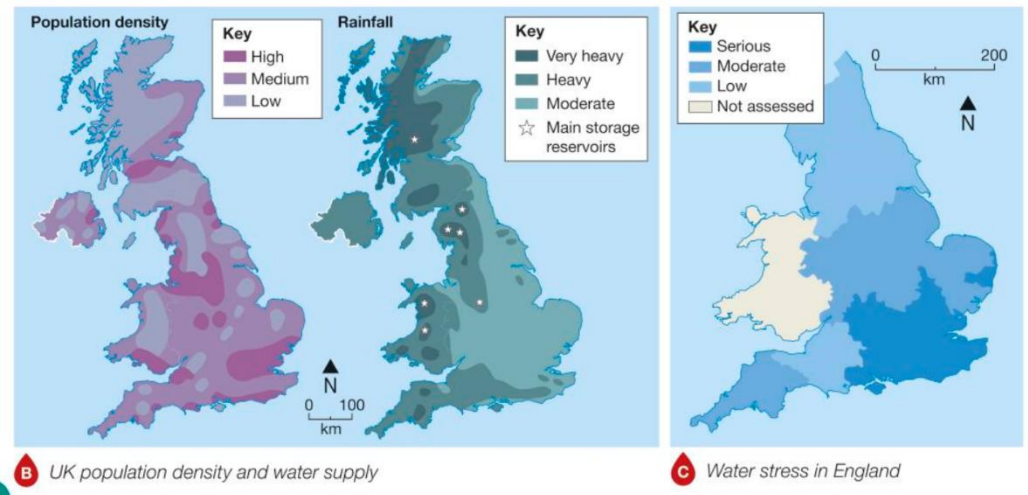 Population density
Key
High
Medium
Low
Rainfall
Key
Very heavy
Heavy
Moderate
Main storage
reservoirs
N
0 100
km
Key
Serious
Moderate
Low
Not assessed
0 200
km
N
B UK population density and water supply
C Water stress in England